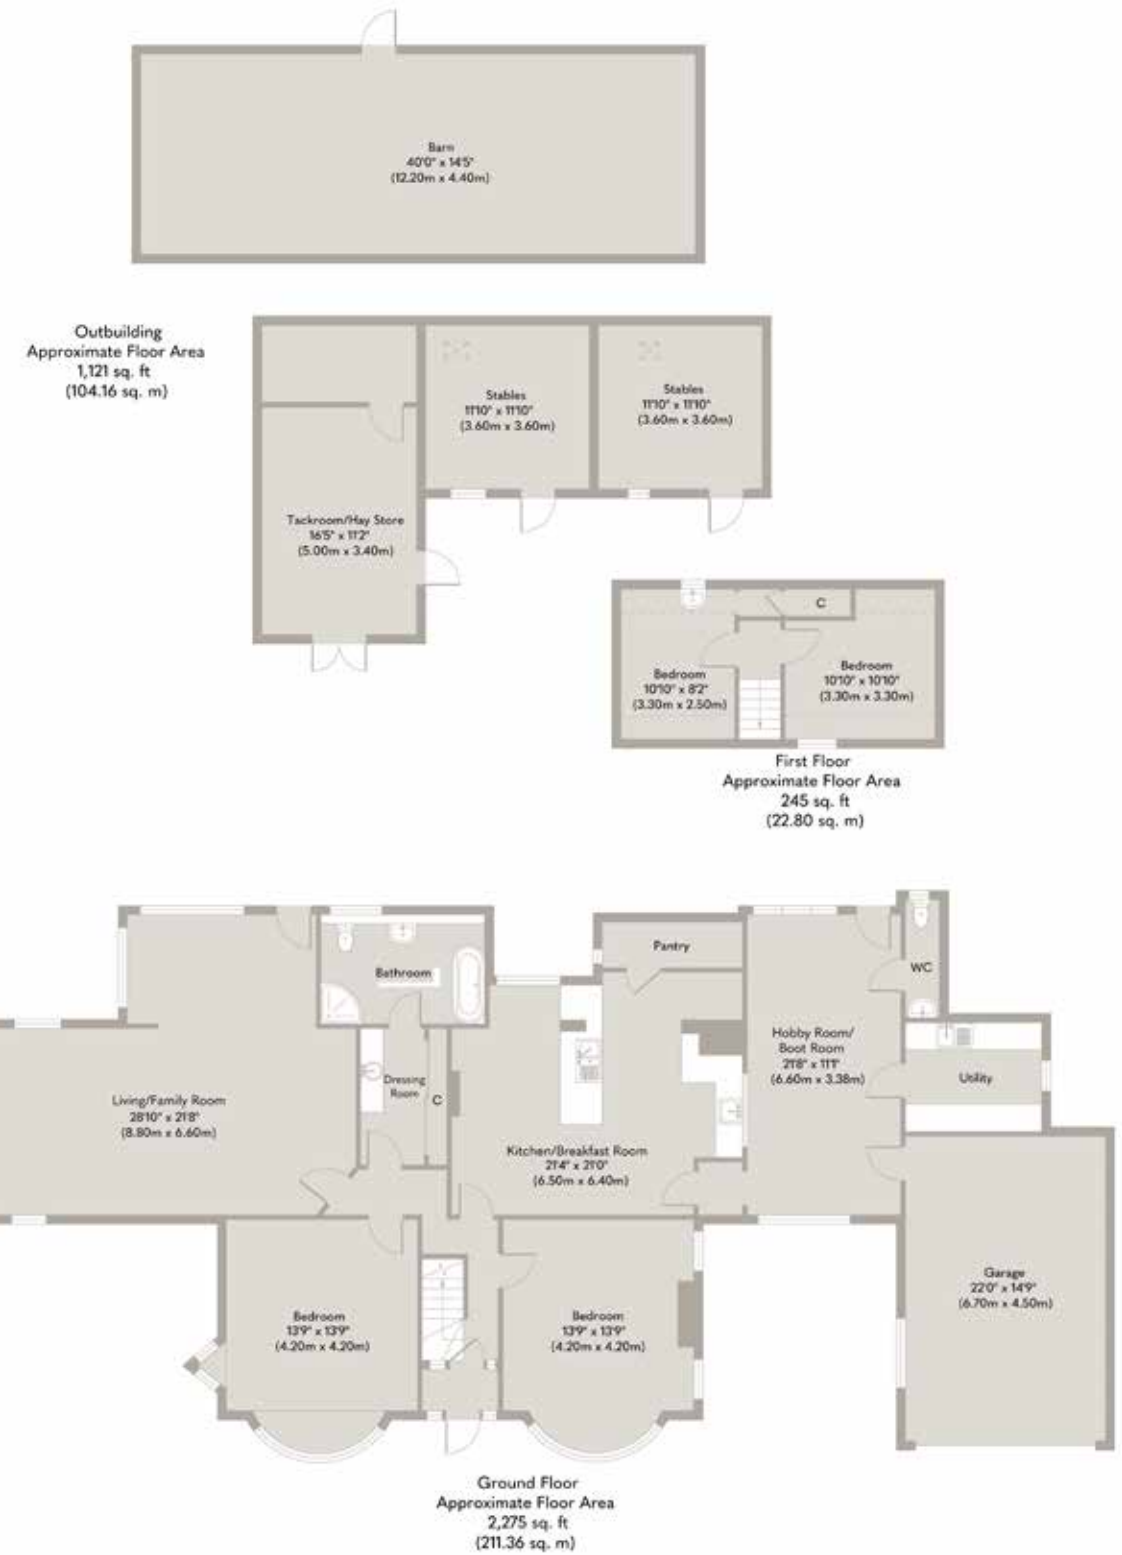 Barn
40'0" x 14'5"
(12.20m x 4.40m)
Outbuilding
Approximate Floor Area
1,121 sq. ft
(104.16 sq. m)
Stables
11'10" x 11'10"
(3.60m x 3.60m)
Stables
11'10" x 11'10"
(3.60m x 3.60m)
Tackroom/Hay Store
16'5" x 11'2"
(5.00m x 3.40m)
C
Bedroom
10'10" x 8'2"
(3.30m x 2.50m)
Bedroom
10'10" x 10'10"
(3.30m x 3.30m)
First Floor
Approximate Floor Area
245 sq. ft
(22.80 sq. m)
Pantry
Bathroom
WC
Hobby Room/
Boot Room
21'8" x 11'1"
(6.60m x 3.38m)
Utility
Dressing
Room
C
Living/Family Room
28'10" x 21'8"
(8.80m x 6.60m)
Kitchen/Breakfast Room
21'4" x 21'0"
(6.50m x 6.40m)
Garage
22'0" x 14'9"
(6.70m x 4.50m)
Bedroom
13'9" x 13'9"
(4.20m x 4.20m)
Bedroom
13'9" x 13'9"
(4.20m x 4.20m)
Ground Floor
Approximate Floor Area
2,275 sq. ft
(211.36 sq. m)